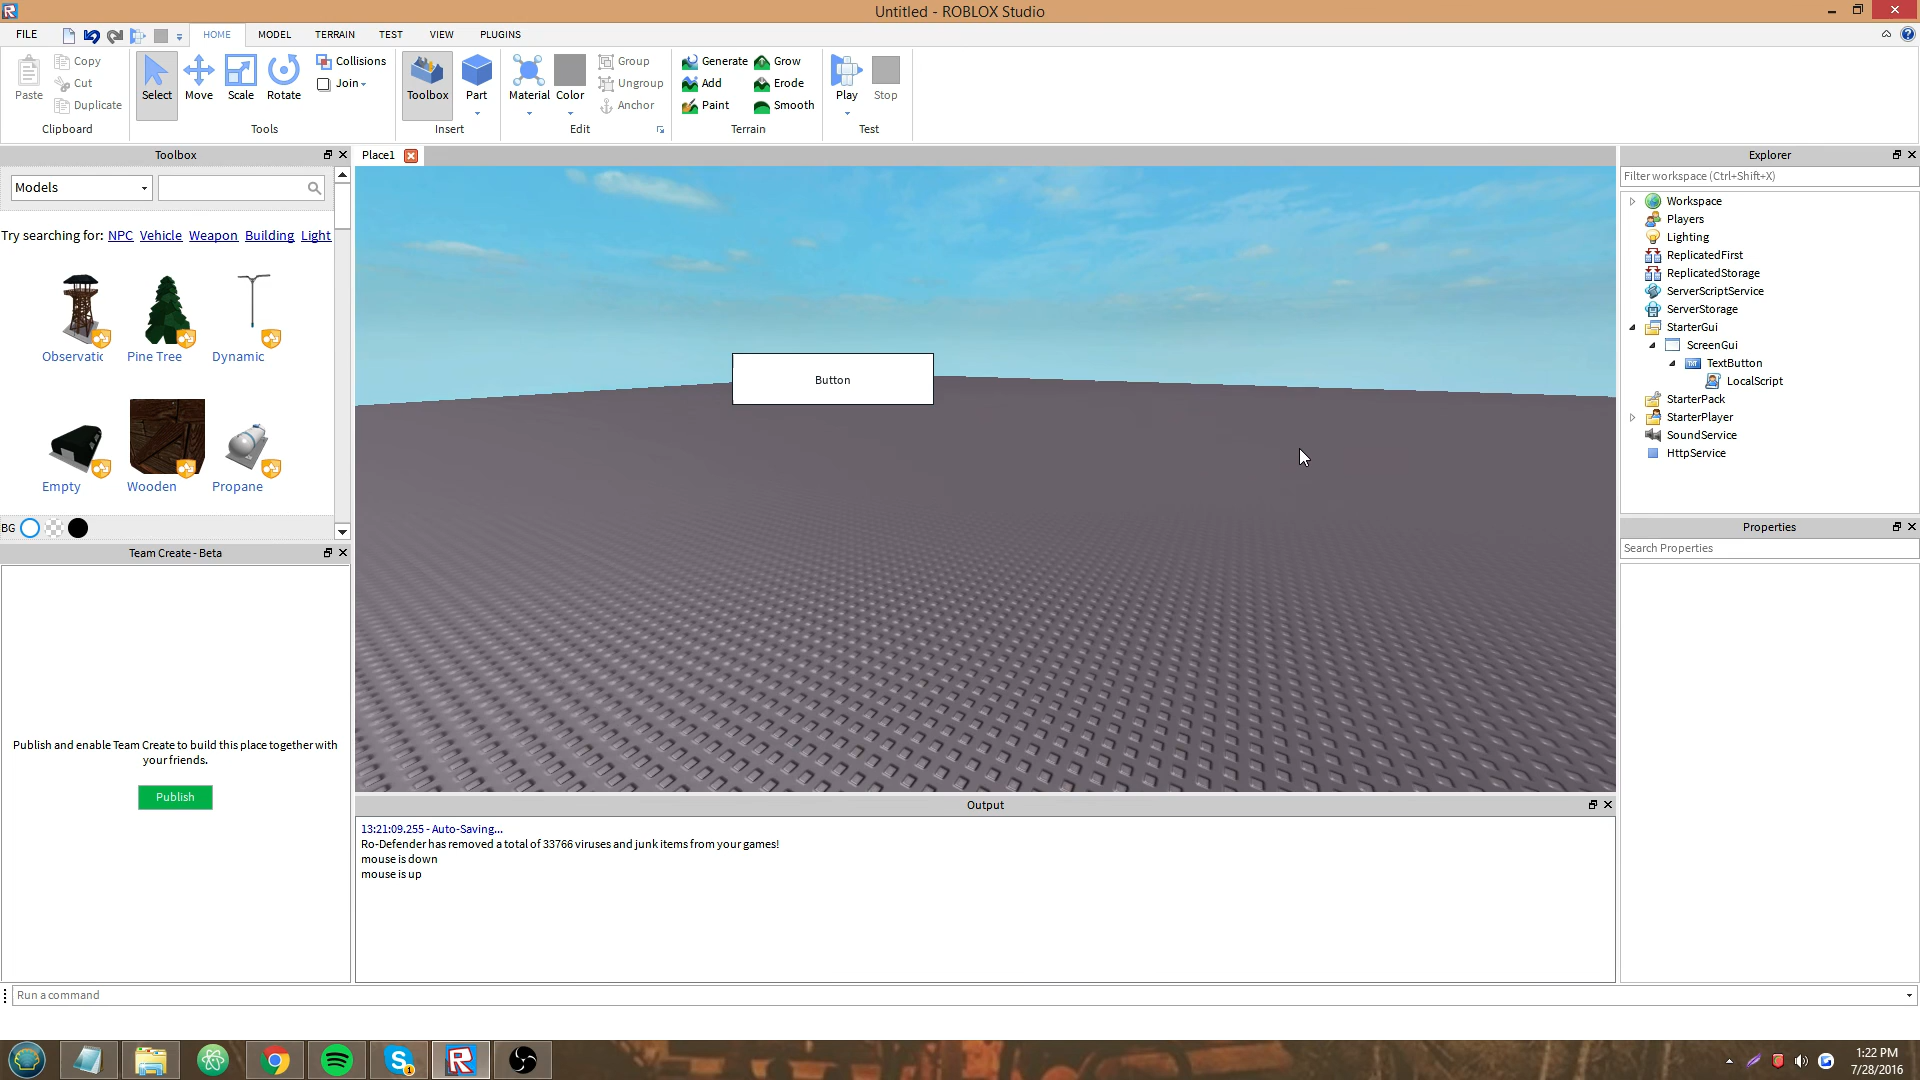 Untitled - ROBLOX Studio
FILE HOME MODEL TERRAIN TEST VIEW PLUGINS
Paste Copy Cut Duplicate
Clipboard
Select Move Scale Rotate Collisions Join
Tools
Toolbox Part
Insert
Material Color Group Ungroup Anchor
Edit
Generate Grow
Add Erode
Paint Smooth
Terrain
Play Stop
Test
Toolbox
Models
Try searching for: NPC Vehicle Weapon Building Light
Observatic Pine Tree Dynamic
Empty Wooden Propane
BG
Team Create - Beta
Publish and enable Team Create to build this place together with
your friends.
Publish
Place1
Button
Output
13:21:09.255 - Auto-Saving...
Ro-Defender has removed a total of 33766 viruses and junk items from your games!
mouse is down
mouse is up
Explorer
Filter workspace (Ctrl+Shift+X)
Workspace
Players
Lighting
ReplicatedFirst
ReplicatedStorage
ServerScriptService
ServerStorage
StarterGui
ScreenGui
TextButton
LocalScript
StarterPack
StarterPlayer
SoundService
HttpService
Properties
Search Properties
Run a command
1:22 PM
7/28/2016